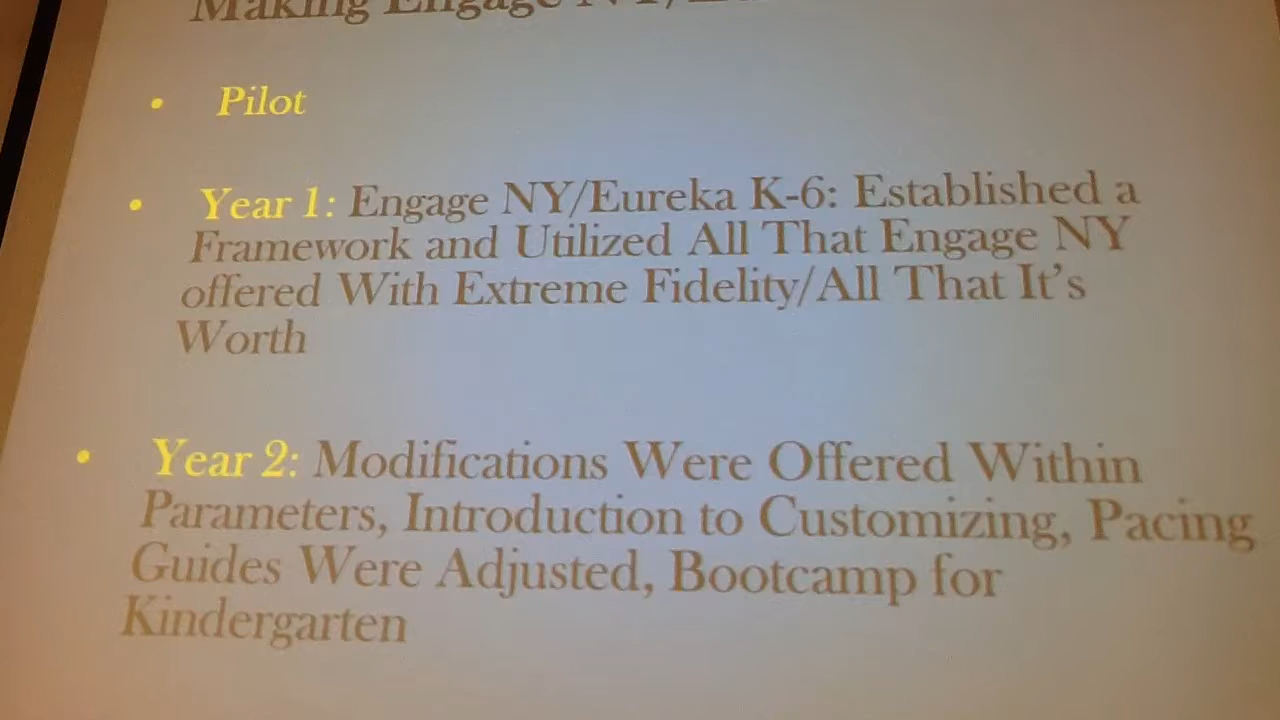 Making Engage NY/
• Pilot
• Year 1: Engage NY/Eureka K-6: Established a
Framework and Utilized All That Engage NY
offered With Extreme Fidelity/All That It's
Worth
• Year 2: Modifications Were Offered Within
Parameters, Introduction to Customizing, Pacing
Guides Were Adjusted, Bootcamp for
Kindergarten